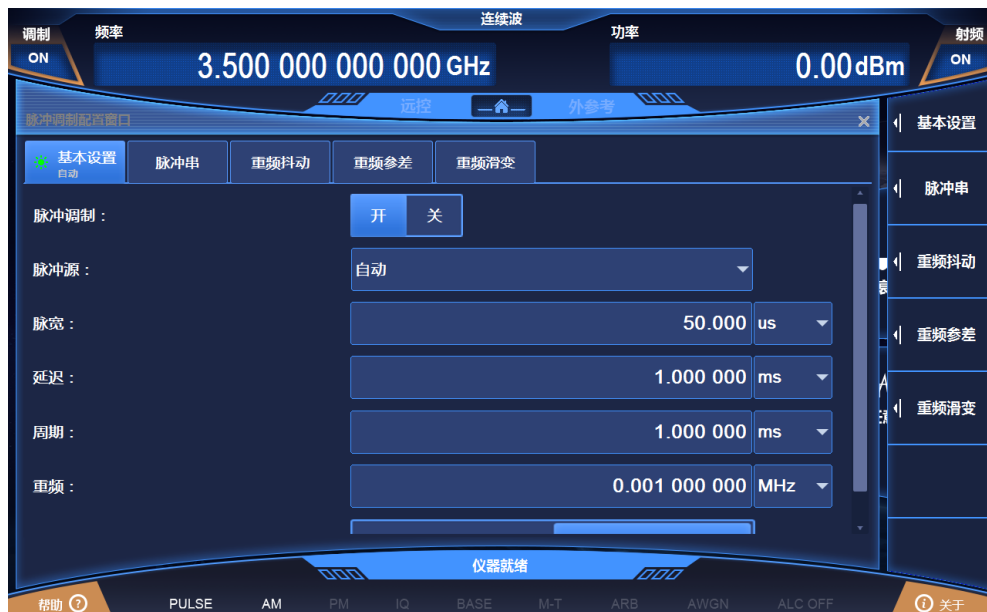 连续波
调制 频率 功率 射频
ON 3.500 000 000 000 GHz 0.00 dBm ON
远控 外参考
脉冲调制配百窗口
基本设置
自动
脉冲串 重频抖动 重频参差 重频滑变
脉冲调制： 开 关
脉冲源： 自动
脉宽： 50.000 us
延迟： 1.000 000 ms
周期： 1.000 000 ms
重频： 0.001 000 000 MHz
基本设置
脉冲串
重频抖动
重频参差
重频滑变
仪器就绪
帮助 PULSE AM PM IQ BASE M-T ARB AWGN ALC OFF 关于